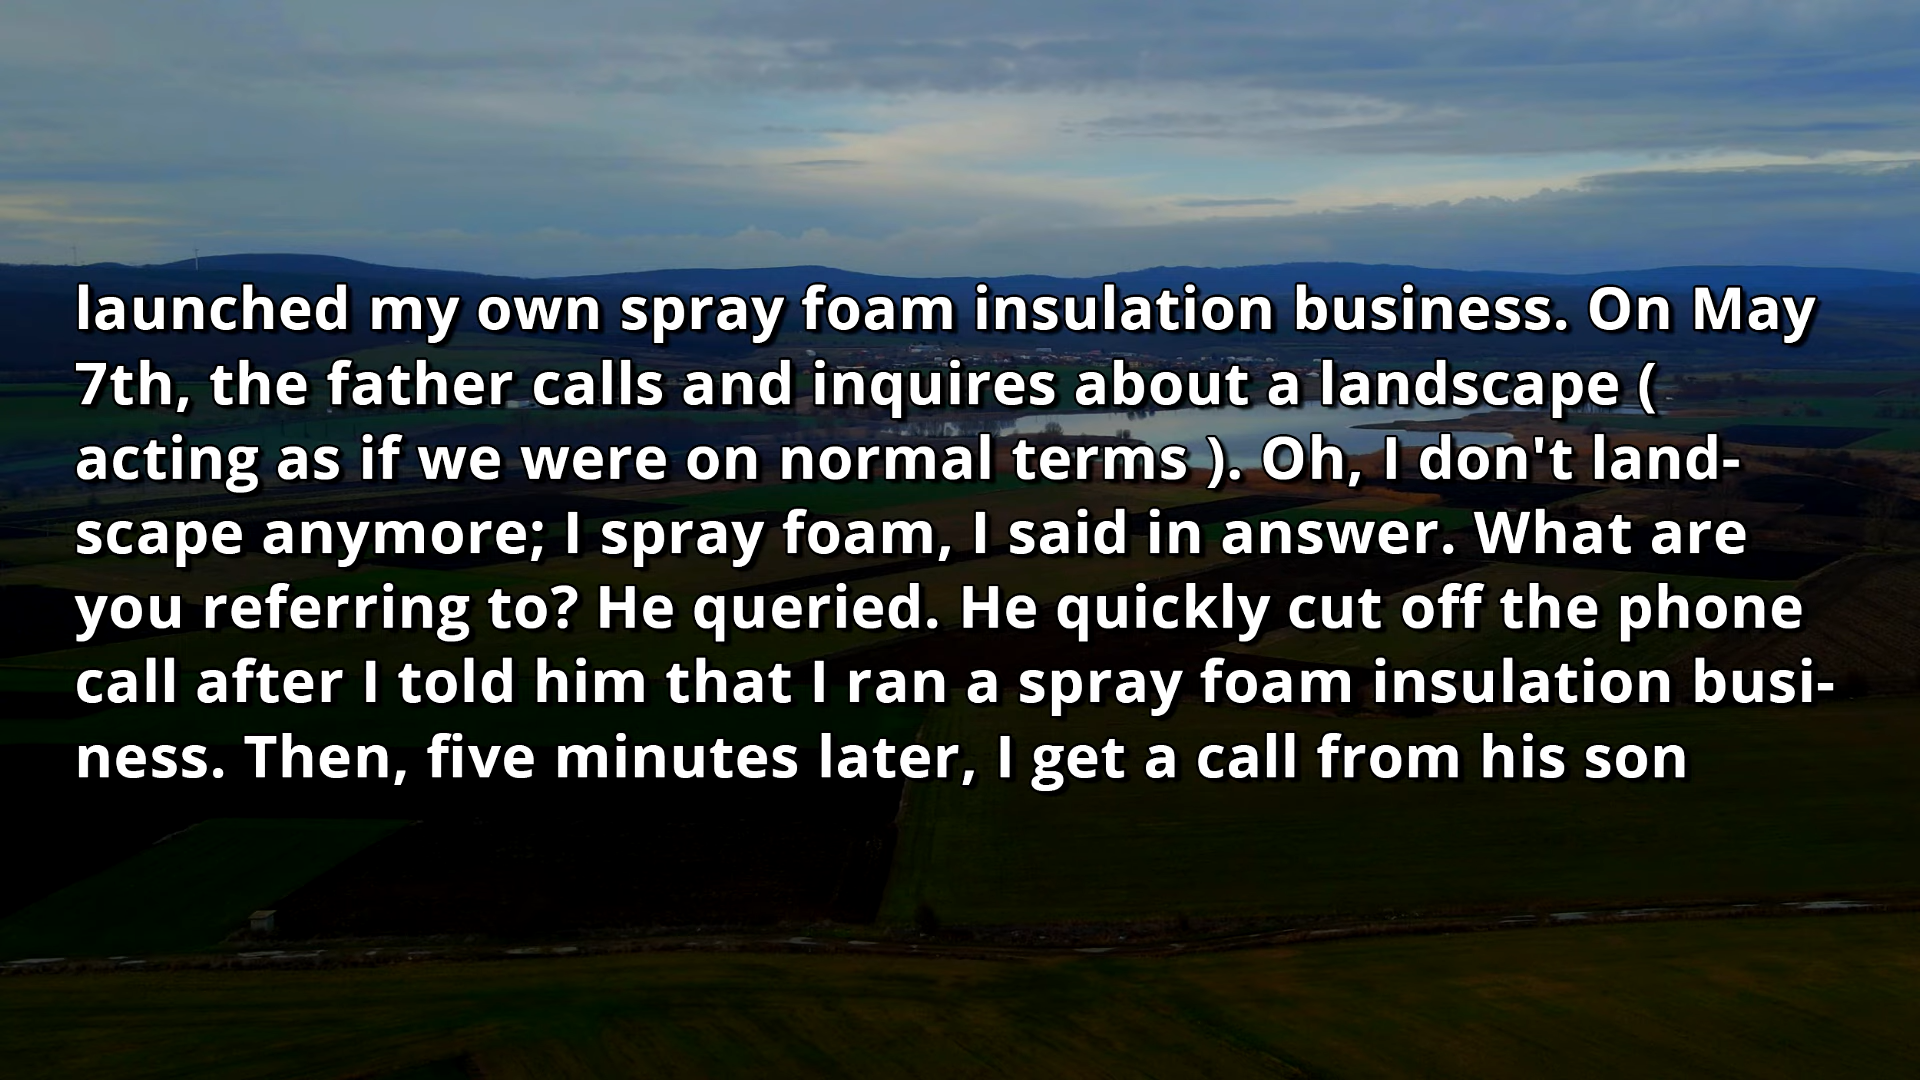 launched my own spray foam insulation business. On May
7th, the father calls and inquires about a landscape (
acting as if we were on normal terms ). Oh, I don't land-
scape anymore; I spray foam, I said in answer. What are
you referring to? He queried. He quickly cut off the phone
call after I told him that I ran a spray foam insulation busi-
ness. Then, five minutes later, I get a call from his son